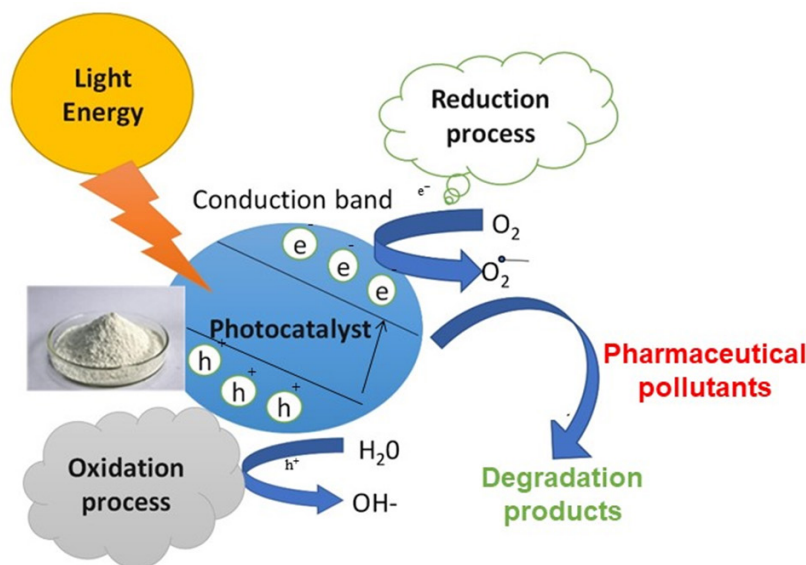 Light
Energy
Reduction
process
e⁻
Conduction band
O₂
e⁻
e⁻
e⁻
O₂•⁻
Photocatalyst
h⁺
h⁺
h⁺
Pharmaceutical
pollutants
Oxidation
process
H₂0
h⁺
OH-
Degradation
products